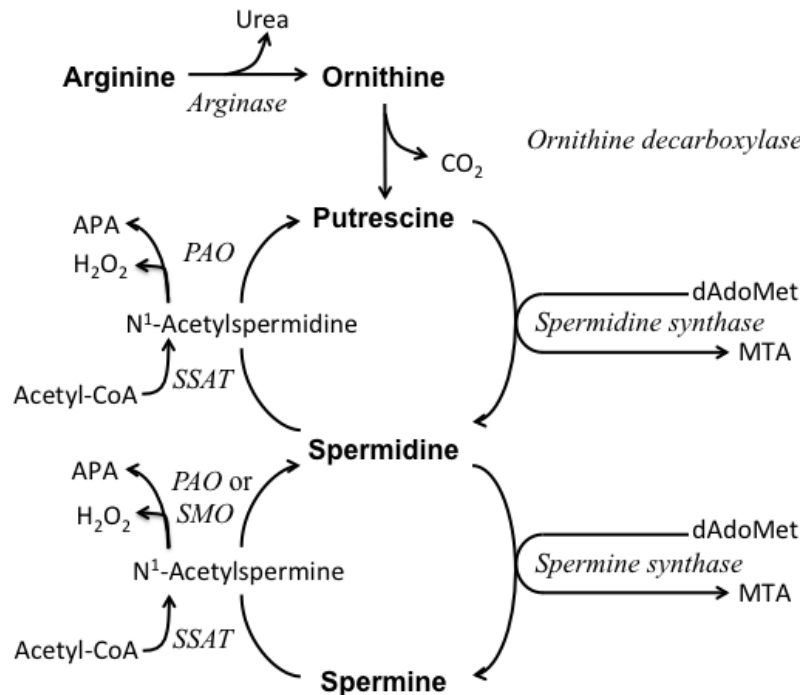 Urea
Arginine
Ornithine
Arginase
Ornithine decarboxylase
CO₂
Putrescine
APA
PAO
H₂O₂
dAdoMet
N¹-Acetylspermidine
Spermidine synthase
MTA
SSAT
Acetyl-CoA
Spermidine
APA
PAO or
H₂O₂
SMO
dAdoMet
N¹-Acetylspermine
Spermine synthase
MTA
SSAT
Acetyl-CoA
Spermine